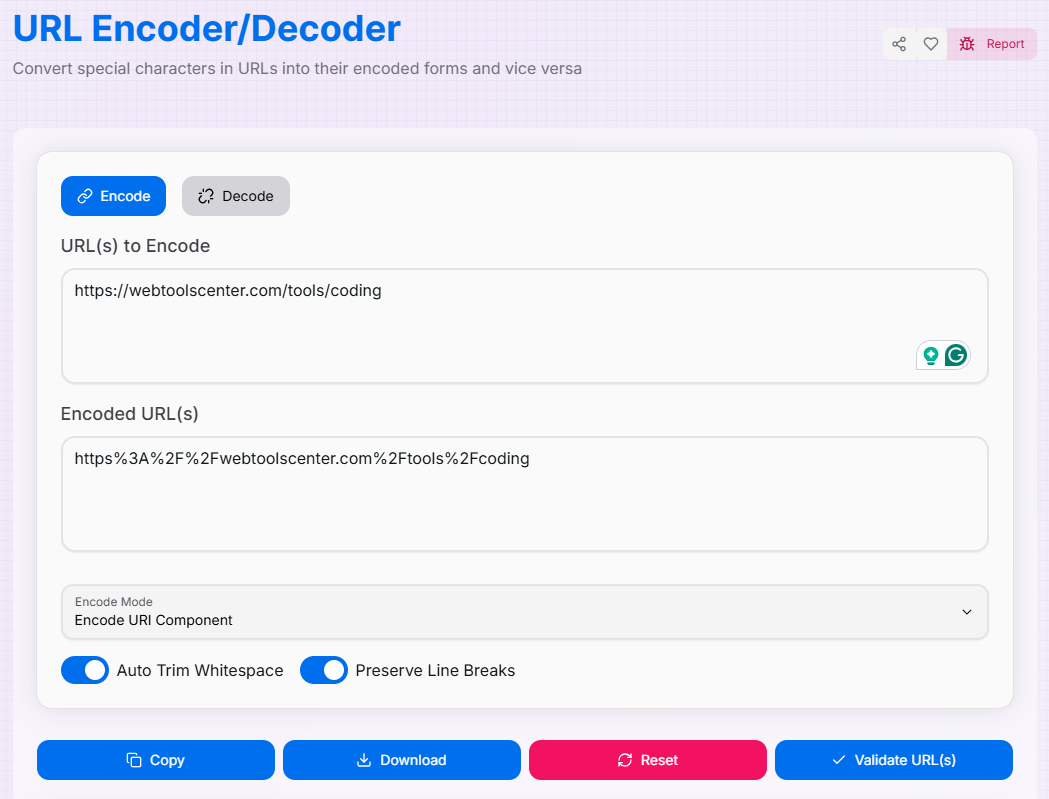 URL Encoder/Decoder
Report
Convert special characters in URLs into their encoded forms and vice versa
Encode
Decode
URL(s) to Encode
https://webtoolscenter.com/tools/coding
Encoded URL(s)
https%3A%2F%2Fwebtoolscenter.com%2Ftools%2Fcoding
Encode Mode
Encode URI Component
Auto Trim Whitespace
Preserve Line Breaks
Copy
Download
Reset
Validate URL(s)